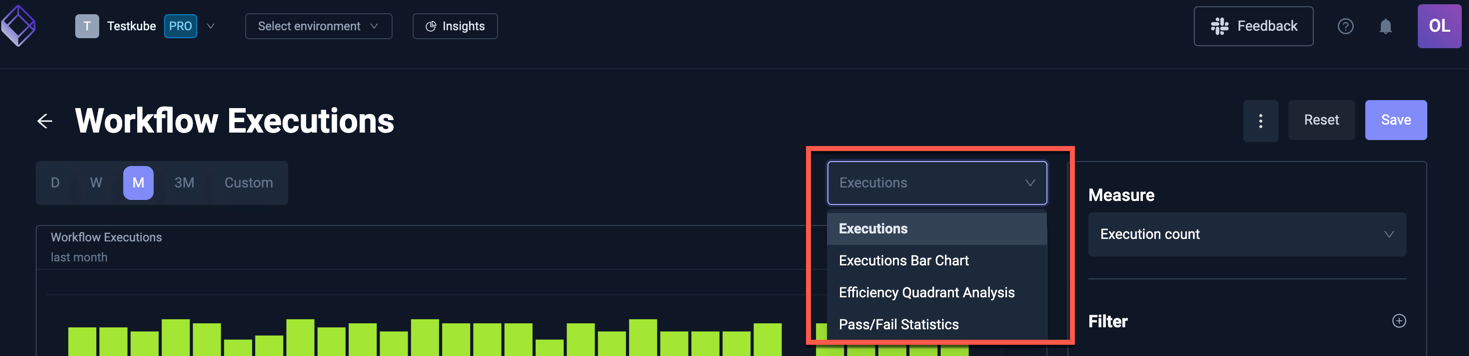 T Testkube PRO Select environment Insights Feedback OL
Workflow Executions Reset Save
D W M 3M Custom Executions
Measure
Executions
Execution count
Workflow Executions
last month
Executions Bar Chart
Efficiency Quadrant Analysis
Filter
Pass/Fail Statistics